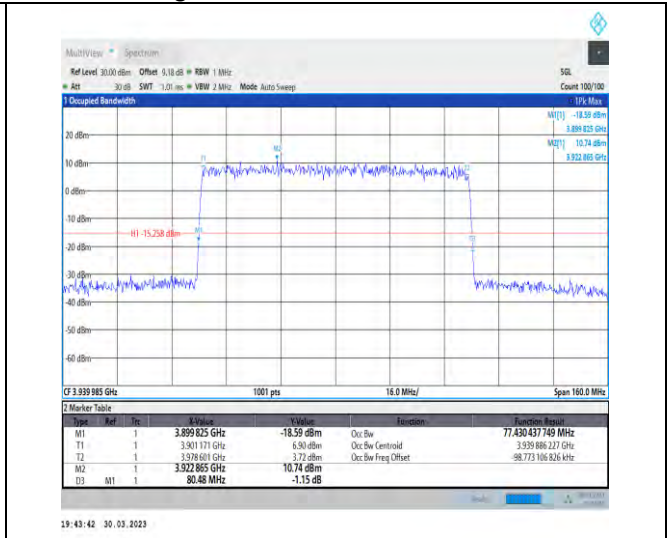 MultiView Spectrum
Ref Level 30.00 dBm Offset 9.18 dB RBW 1 MHz SGL
Att 30 dB SWT 1.01 ms VBW 2 MHz Mode Auto Sweep Count 100/100
1 Occupied Bandwidth 1Pk Max
M1[1] -18.59 dBm
3.899 825 GHz
M2[1] 10.74 dBm
3.922 865 GHz
20 dBm
10 dBm
0 dBm
-10 dBm
-20 dBm
-30 dBm
-40 dBm
-50 dBm
-60 dBm
T1
M2
T2
M1
D3
H1 -15.258 dBm
CF 3.939 985 GHz 1001 pts 16.0 MHz/ Span 160.0 MHz
2 Marker Table
Type Ref Trc X-Value Y-Value Function Function Result
M1 1 3.899 825 GHz -18.59 dBm Occ Bw 77.430 437 749 MHz
T1 1 3.901 171 GHz 6.90 dBm Occ Bw Centroid 3.939 886 227 GHz
T2 1 3.978 601 GHz 3.72 dBm Occ Bw Freq Offset -98.773 106 826 kHz
M2 1 3.922 865 GHz 10.74 dBm
D3 M1 1 80.48 MHz -1.15 dB
19:43:42 30.03.2023